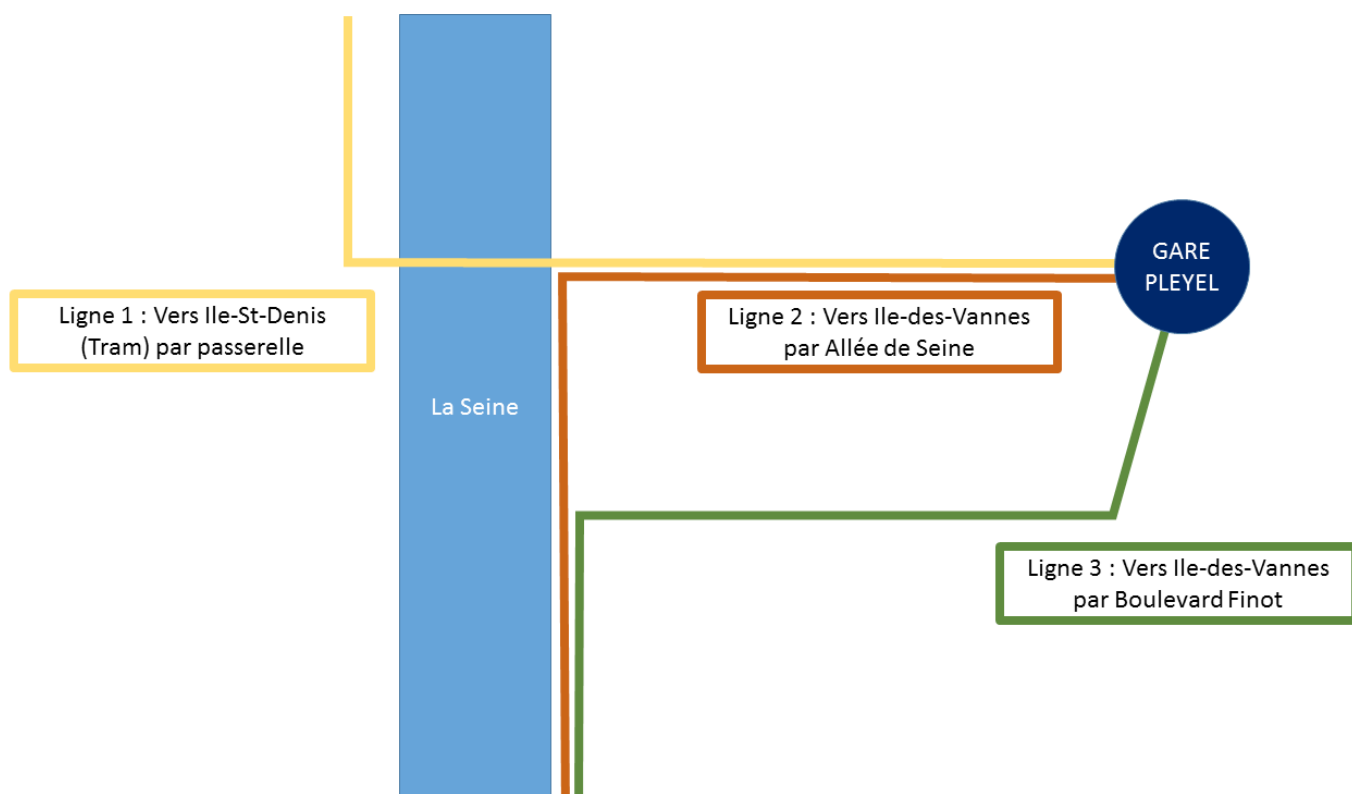 GARE
PLEYEL
Ligne 1 : Vers Ile-St-Denis
(Tram) par passerelle
Ligne 2 : Vers Ile-des-Vannes
par Allée de Seine
La Seine
Ligne 3 : Vers Ile-des-Vannes
par Boulevard Finot